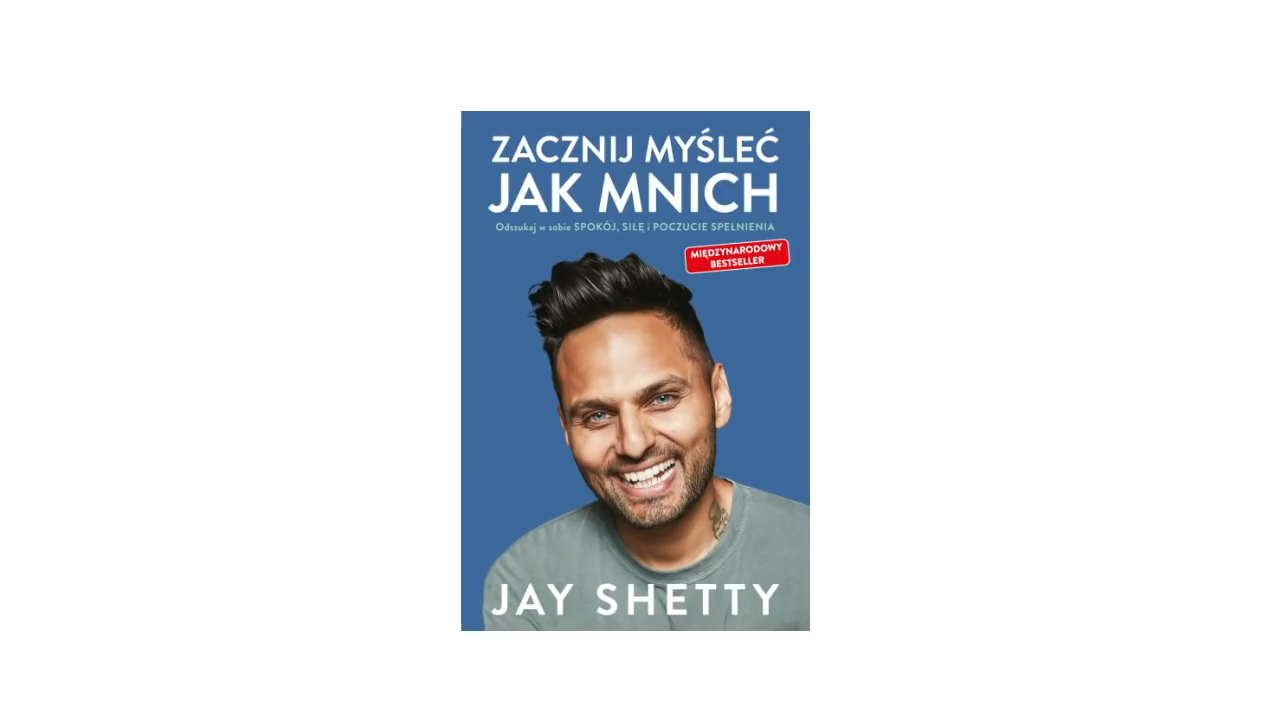 ZACZNIJ MYŚLEĆ
JAK MNICH
Odszukaj w sobie SPOKÓJ, SIŁĘ i POCZUCIE SPEŁNIENIA
MIĘDZYNARODOWY
BESTSELLER
JAY SHETTY